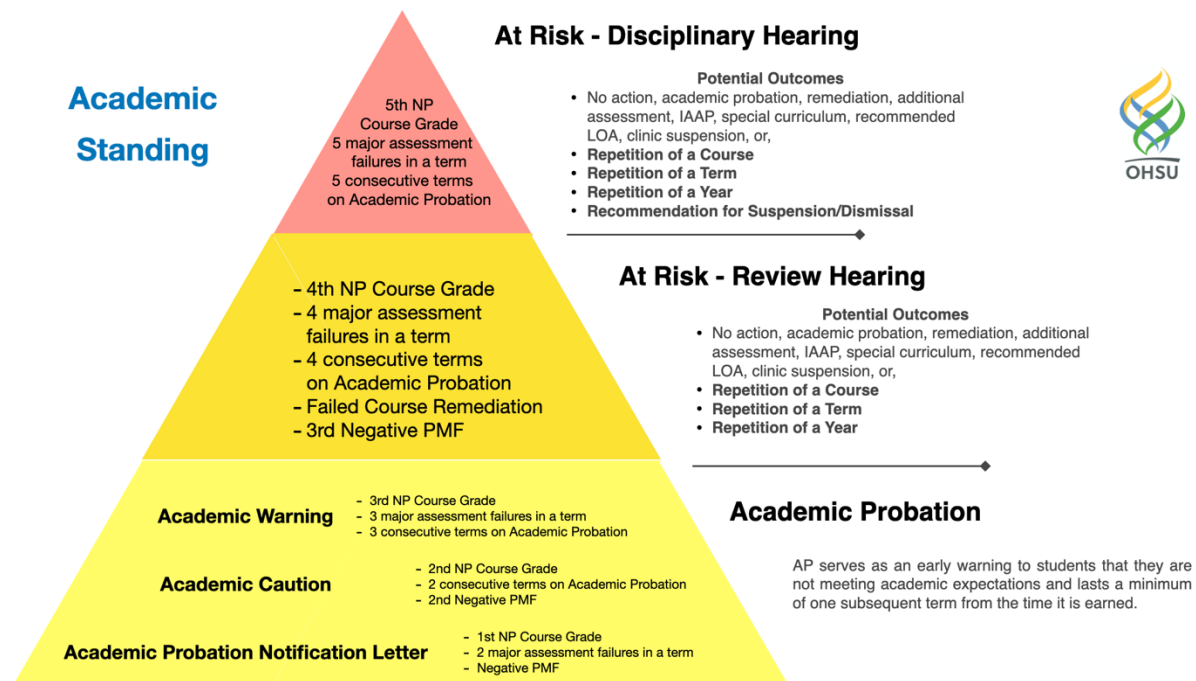 Academic
Standing
5th NP
Course Grade
5 major assessment
failures in a term
5 consecutive terms
on Academic Probation
At Risk - Disciplinary Hearing
Potential Outcomes
• No action, academic probation, remediation, additional
assessment, IAAP, special curriculum, recommended
LOA, clinic suspension, or,
• Repetition of a Course
• Repetition of a Term
• Repetition of a Year
• Recommendation for Suspension/Dismissal
OHSU
- 4th NP Course Grade
- 4 major assessment
failures in a term
- 4 consecutive terms
on Academic Probation
- Failed Course Remediation
- 3rd Negative PMF
At Risk - Review Hearing
Potential Outcomes
• No action, academic probation, remediation, additional
assessment, IAAP, special curriculum, recommended
LOA, clinic suspension, or,
• Repetition of a Course
• Repetition of a Term
• Repetition of a Year
Academic Warning
- 3rd NP Course Grade
- 3 major assessment failures in a term
- 3 consecutive terms on Academic Probation
Academic Caution
- 2nd NP Course Grade
- 2 consecutive terms on Academic Probation
- 2nd Negative PMF
Academic Probation Notification Letter
- 1st NP Course Grade
- 2 major assessment failures in a term
- Negative PMF
Academic Probation
AP serves as an early warning to students that they are
not meeting academic expectations and lasts a minimum
of one subsequent term from the time it is earned.